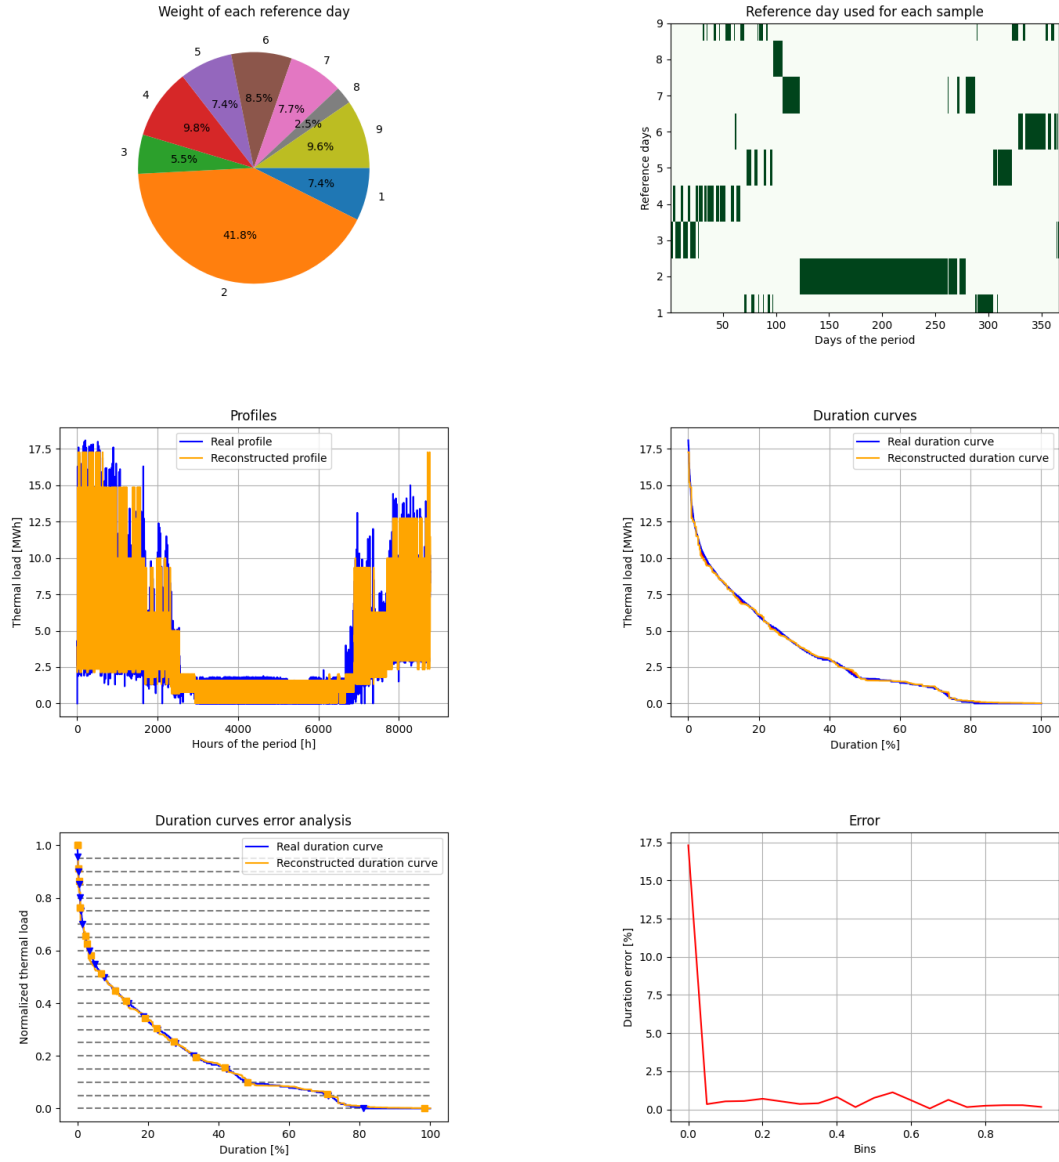 Weight of each reference day
6
5
7
8
4
9
3
1
2
8.5%
7.4%
7.7%
2.5%
9.8%
9.6%
5.5%
7.4%
41.8%
Reference day used for each sample
9
8
7
6
5
4
3
2
1
Reference days
50 100 150 200 250 300 350
Days of the period
Profiles
Real profile
Reconstructed profile
17.5
15.0
12.5
10.0
7.5
5.0
2.5
0.0
Thermal load [MWh]
0 2000 4000 6000 8000
Hours of the period [h]
Duration curves
Real duration curve
Reconstructed duration curve
17.5
15.0
12.5
10.0
7.5
5.0
2.5
0.0
Thermal load [MWh]
0 20 40 60 80 100
Duration [%]
Duration curves error analysis
Real duration curve
Reconstructed duration curve
1.0
0.8
0.6
0.4
0.2
0.0
Normalized thermal load
0 20 40 60 80 100
Duration [%]
Error
17.5
15.0
12.5
10.0
7.5
5.0
2.5
0.0
Duration error [%]
0.0 0.2 0.4 0.6 0.8
Bins